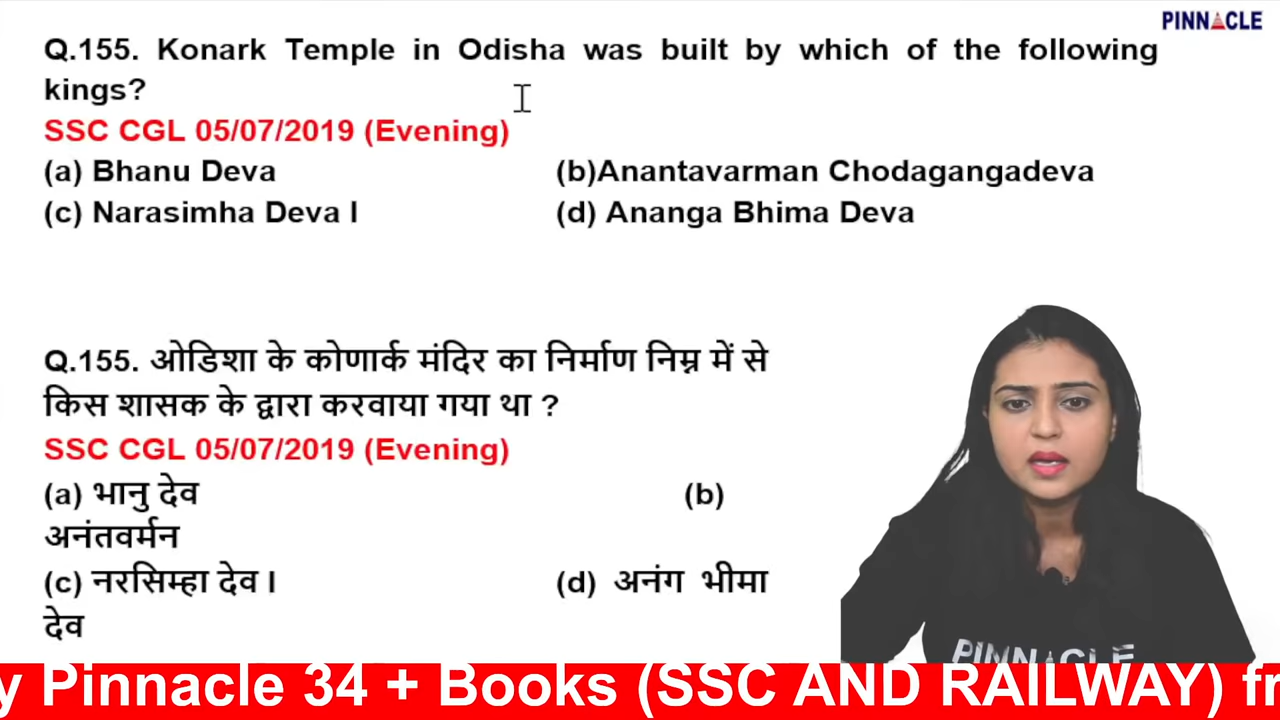 PINNACLE
Q.155. Konark Temple in Odisha was built by which of the following
kings?
SSC CGL 05/07/2019 (Evening)
(a) Bhanu Deva (b)Anantavarman Chodagangadeva
(c) Narasimha Deva I (d) Ananga Bhima Deva
Q.155. ओडिशा के कोणार्क मंदिर का निर्माण निम्न में से
किस शासक के द्वारा करवाया गया था ?
SSC CGL 05/07/2019 (Evening)
(a) भानु देव (b)
अनंतवर्मन
(c) नरसिम्हा देव I (d) अनंग भीमा
देव
PINNACLE
y Pinnacle 34 + Books (SSC AND RAILWAY) fr